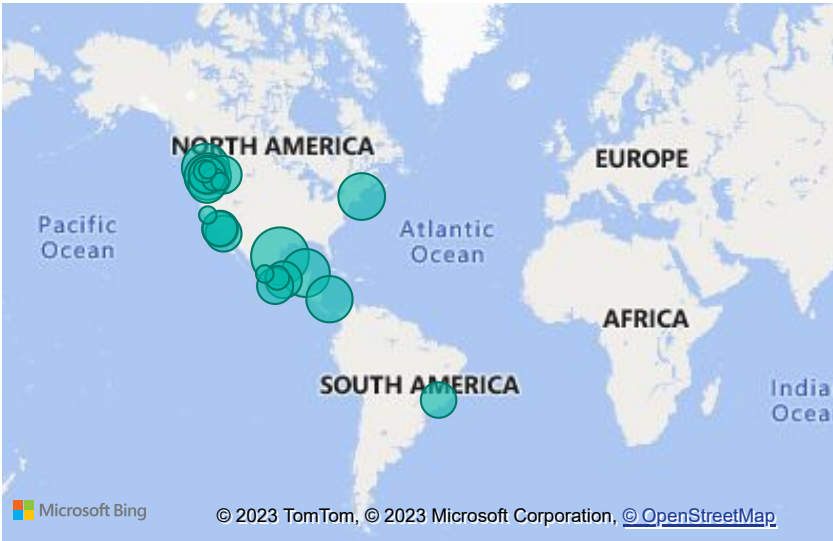 NORTH AMERICA
EUROPE
Pacific
Ocean
Atlantic
Ocean
AFRICA
SOUTH AMERICA
India
Ocea
Microsoft Bing
© 2023 TomTom, © 2023 Microsoft Corporation, © OpenStreetMap